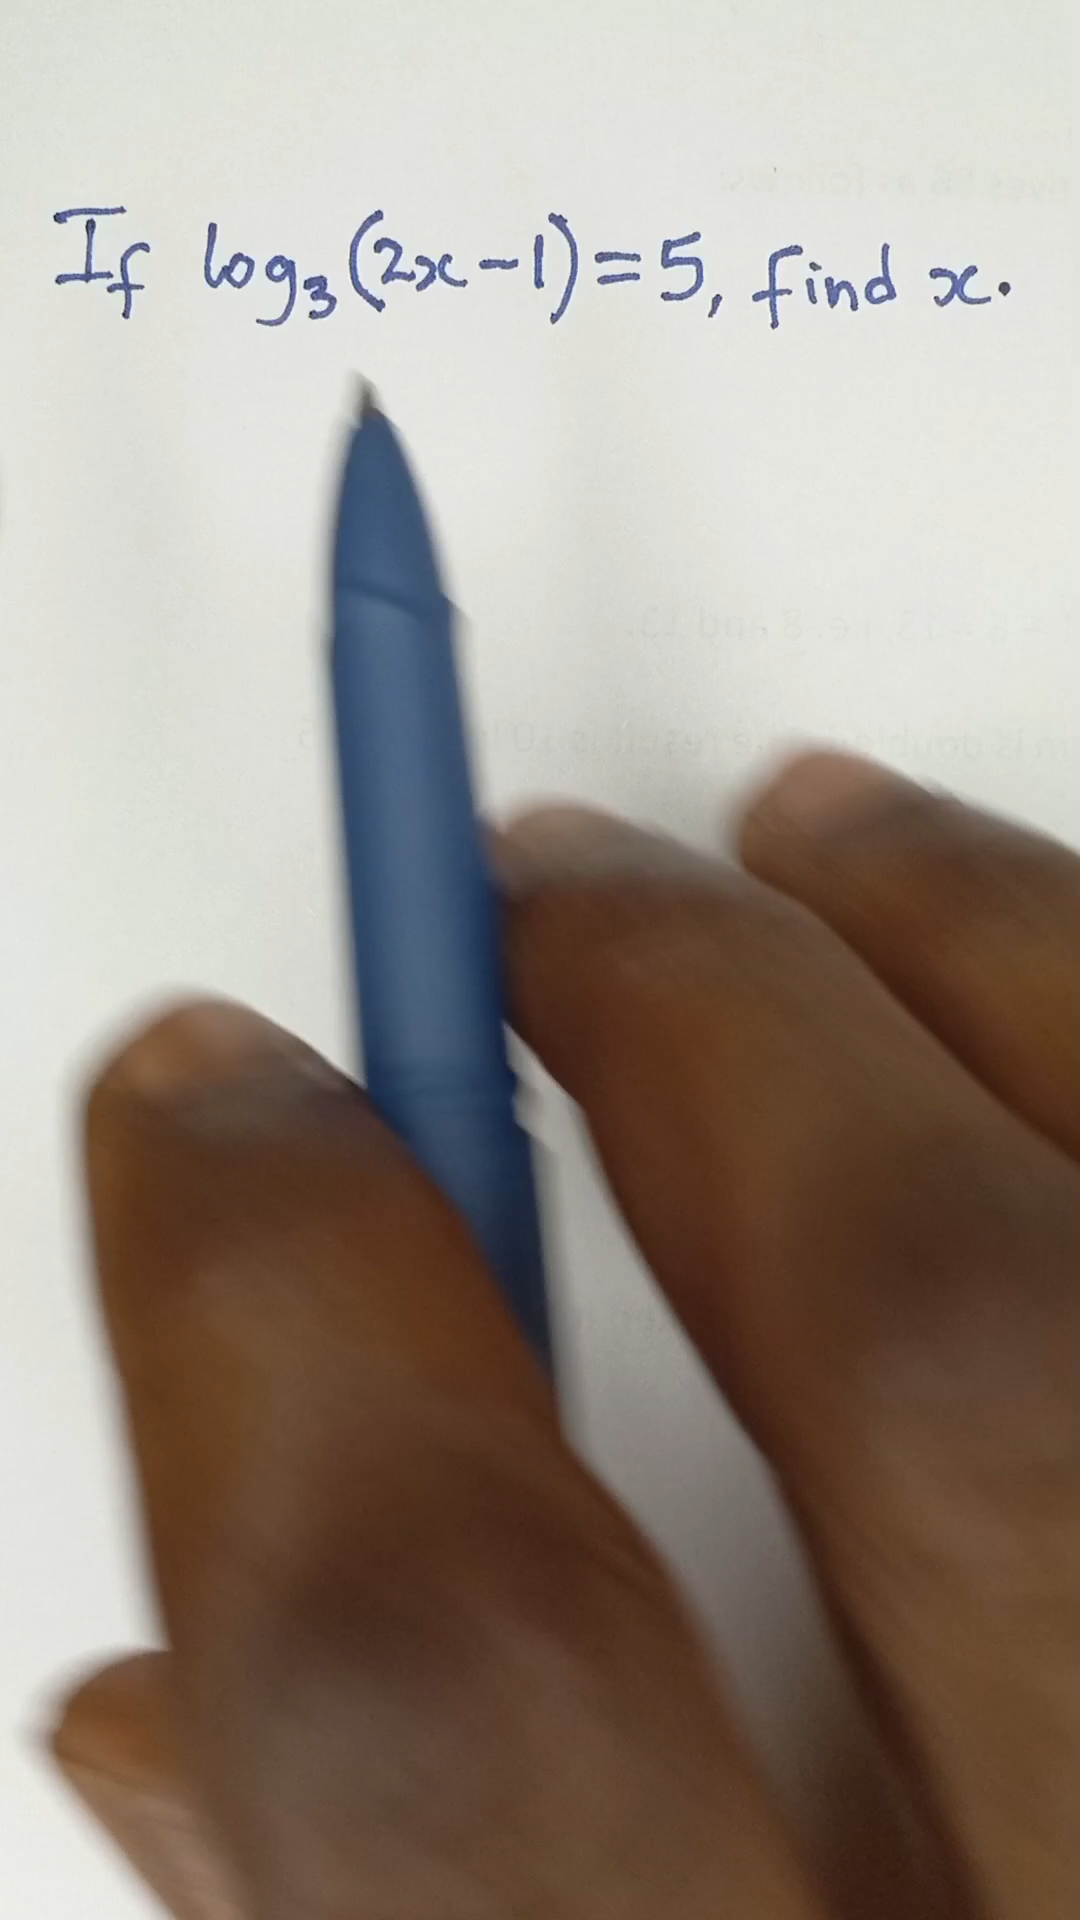 If log₃(2x-1)=5, find x.